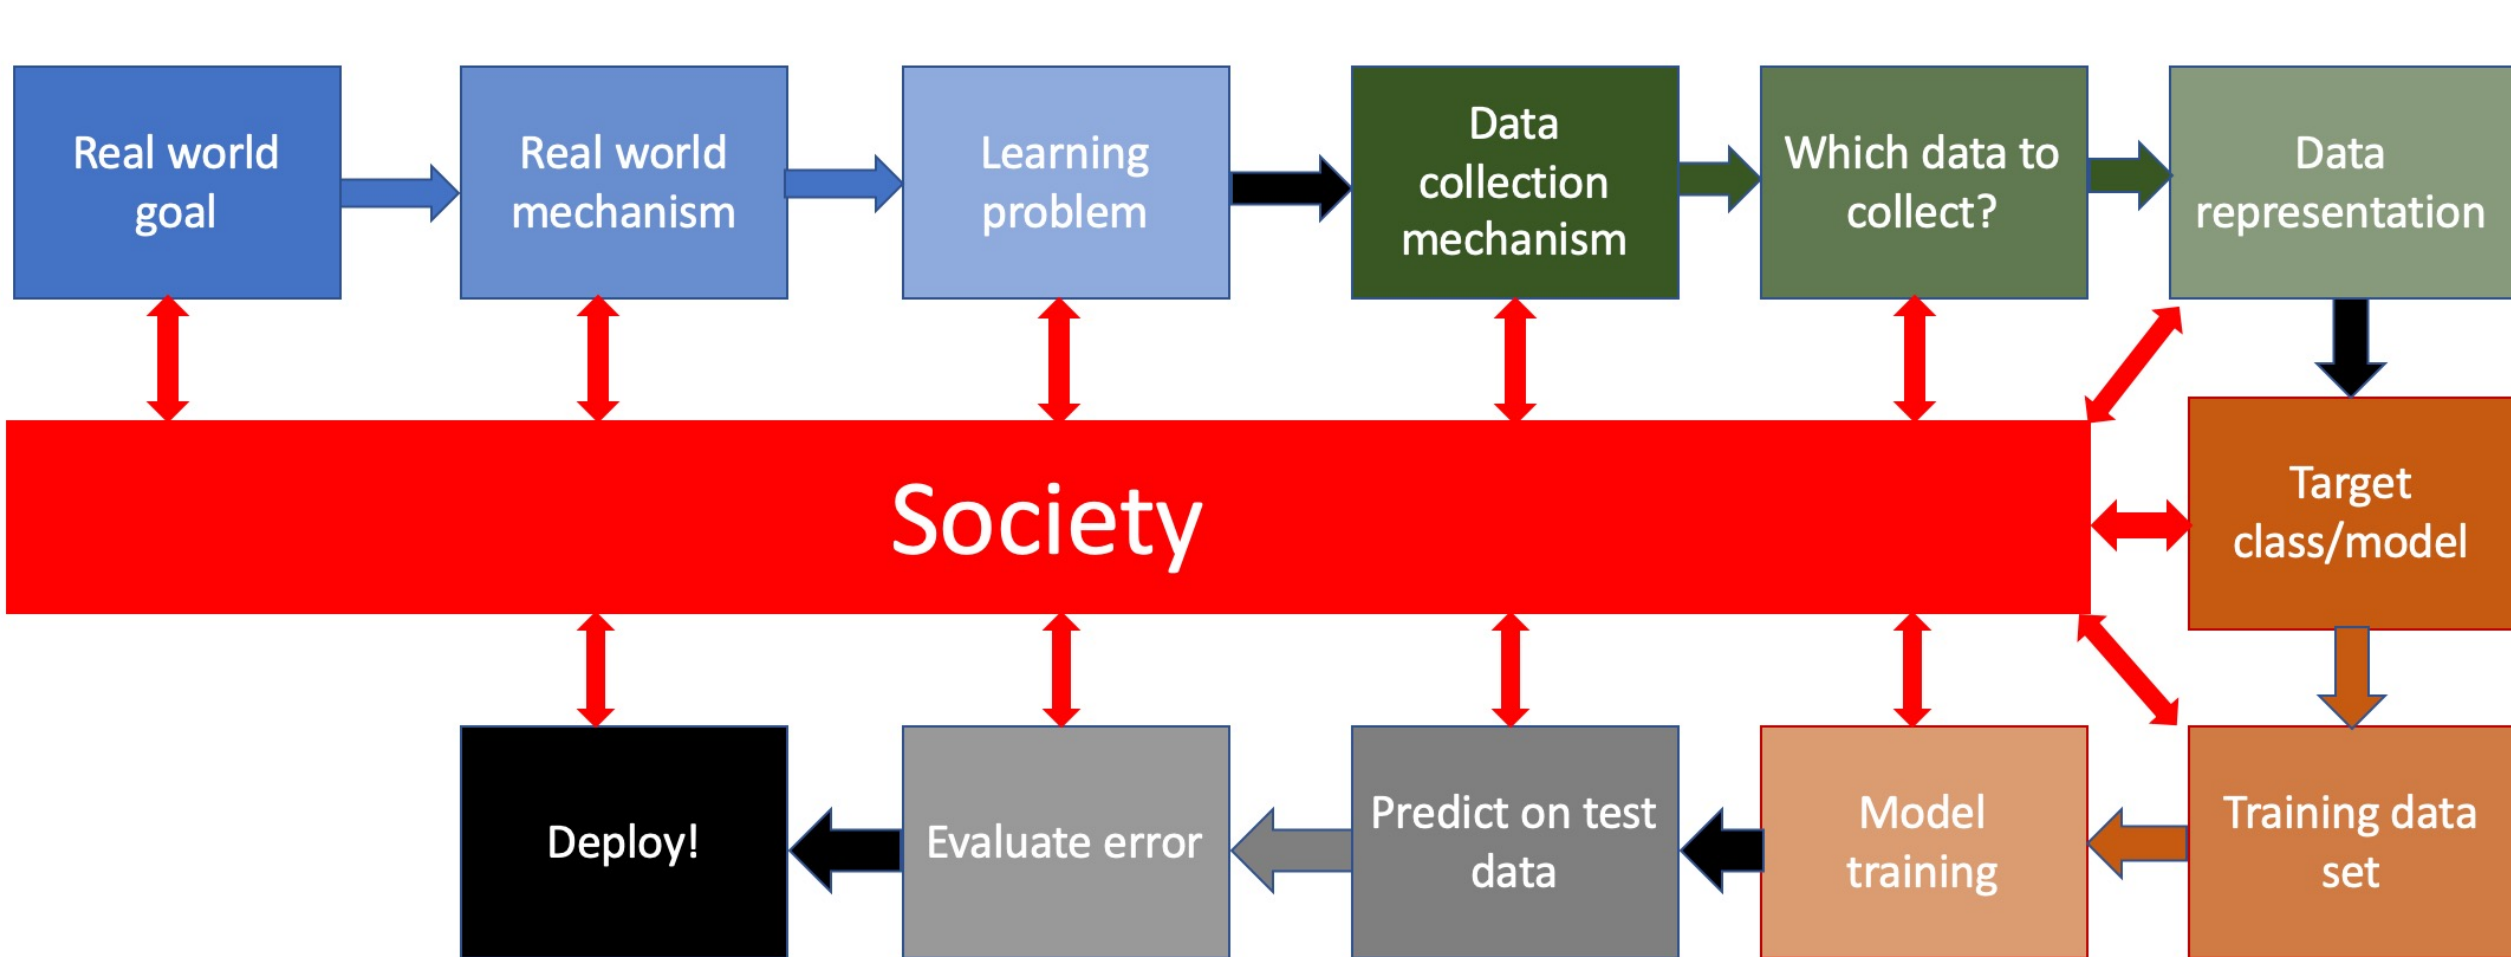 Real world
goal
Real world
mechanism
Learning
problem
Data
collection
mechanism
Which data to
collect?
Data
representation
Society
Target
class/model
Deploy!
Evaluate error
Predict on test
data
Model
training
Training data
set